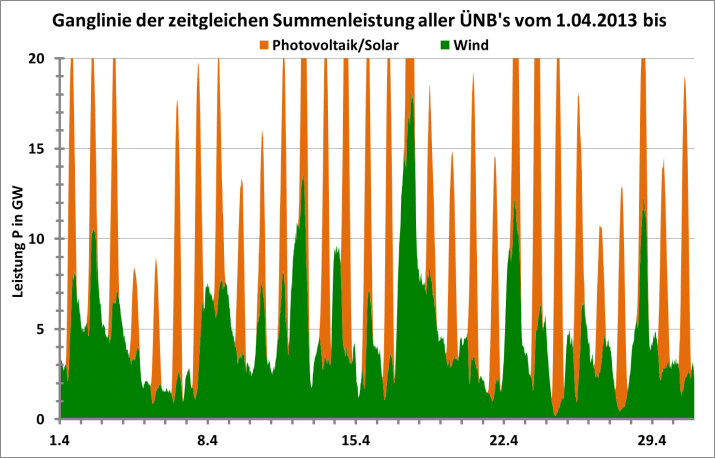 Ganglinie der zeitgleichen Summenleistung aller ÜNB's vom 1.04.2013 bis
Photovoltaik/Solar Wind
Leistung P in GW
20
15
10
5
0
1.4 8.4 15.4 22.4 29.4